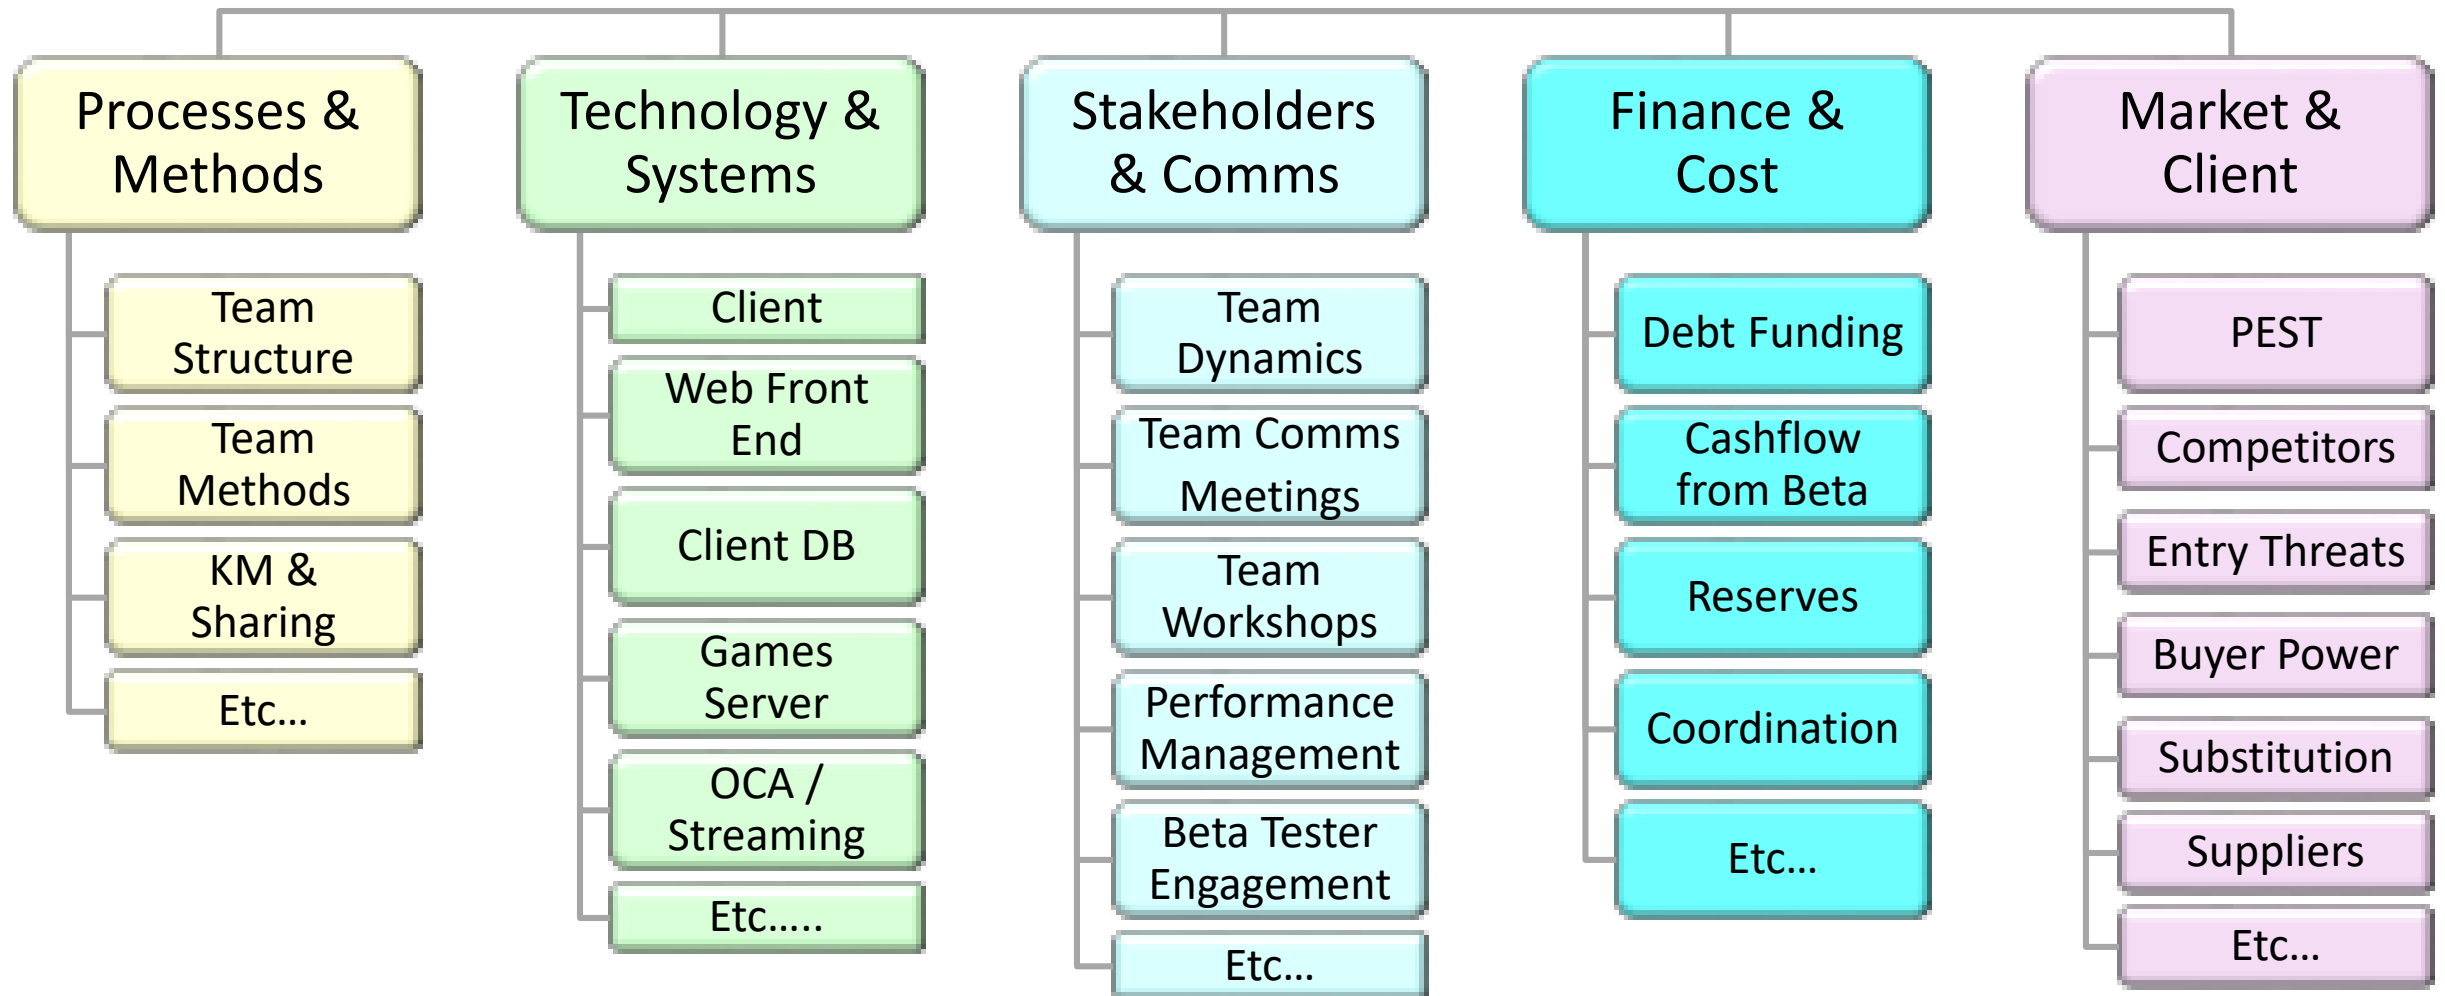 Processes &
Methods
Team
Structure
Team
Methods
KM &
Sharing
Etc...
Technology &
Systems
Client
Web Front
End
Client DB
Games
Server
OCA /
Streaming
Etc.....
Stakeholders
& Comms
Team
Dynamics
Team Comms
Meetings
Team
Workshops
Performance
Management
Beta Tester
Engagement
Etc...
Finance &
Cost
Debt Funding
Cashflow
from Beta
Reserves
Coordination
Etc...
Market &
Client
PEST
Competitors
Entry Threats
Buyer Power
Substitution
Suppliers
Etc...